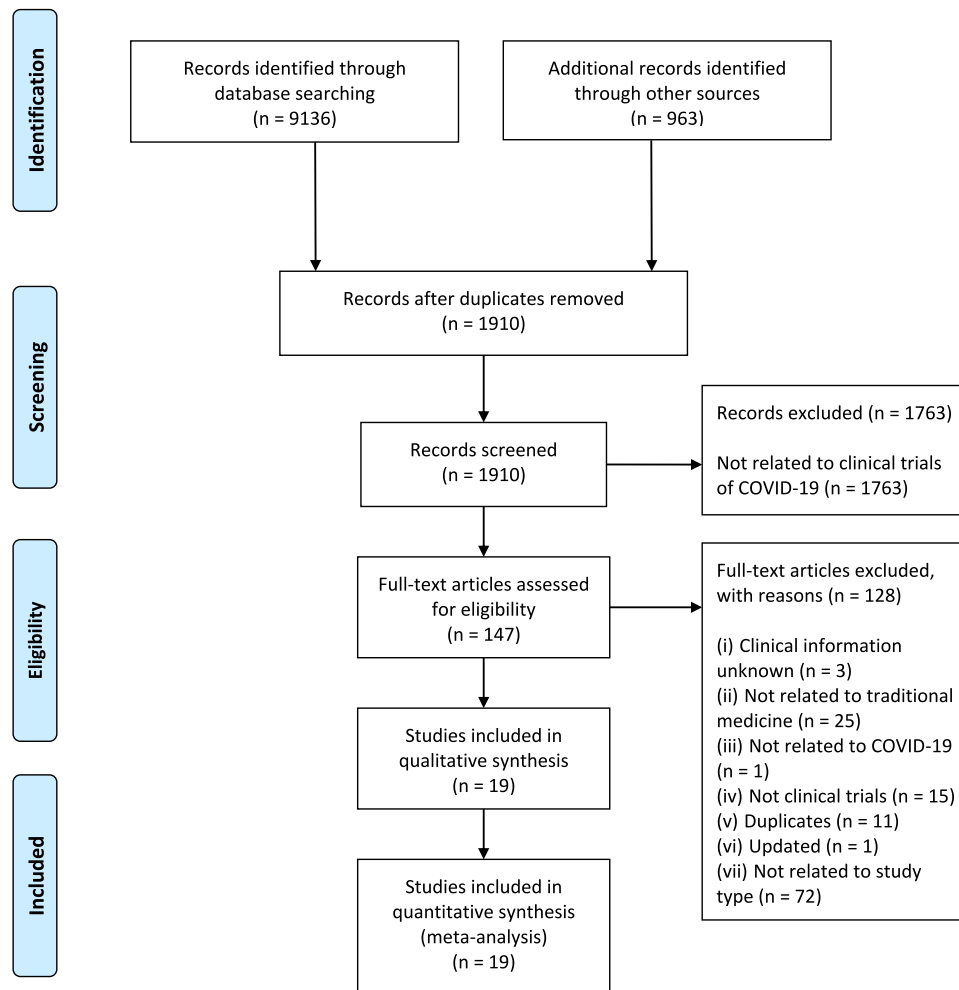 Identification
Records identified through
database searching
(n = 9136)
Additional records identified
through other sources
(n = 963)
Screening
Records after duplicates removed
(n = 1910)
Records screened
(n = 1910)
Records excluded (n = 1763)
Not related to clinical trials
of COVID-19 (n = 1763)
Eligibility
Full-text articles assessed
for eligibility
(n = 147)
Full-text articles excluded,
with reasons (n = 128)
(i) Clinical information
unknown (n = 3)
(ii) Not related to traditional
medicine (n = 25)
(iii) Not related to COVID-19
(n = 1)
(iv) Not clinical trials (n = 15)
(v) Duplicates (n = 11)
(vi) Updated (n = 1)
(vii) Not related to study
type (n = 72)
Studies included in
qualitative synthesis
(n = 19)
Included
Studies included in
quantitative synthesis
(meta-analysis)
(n = 19)